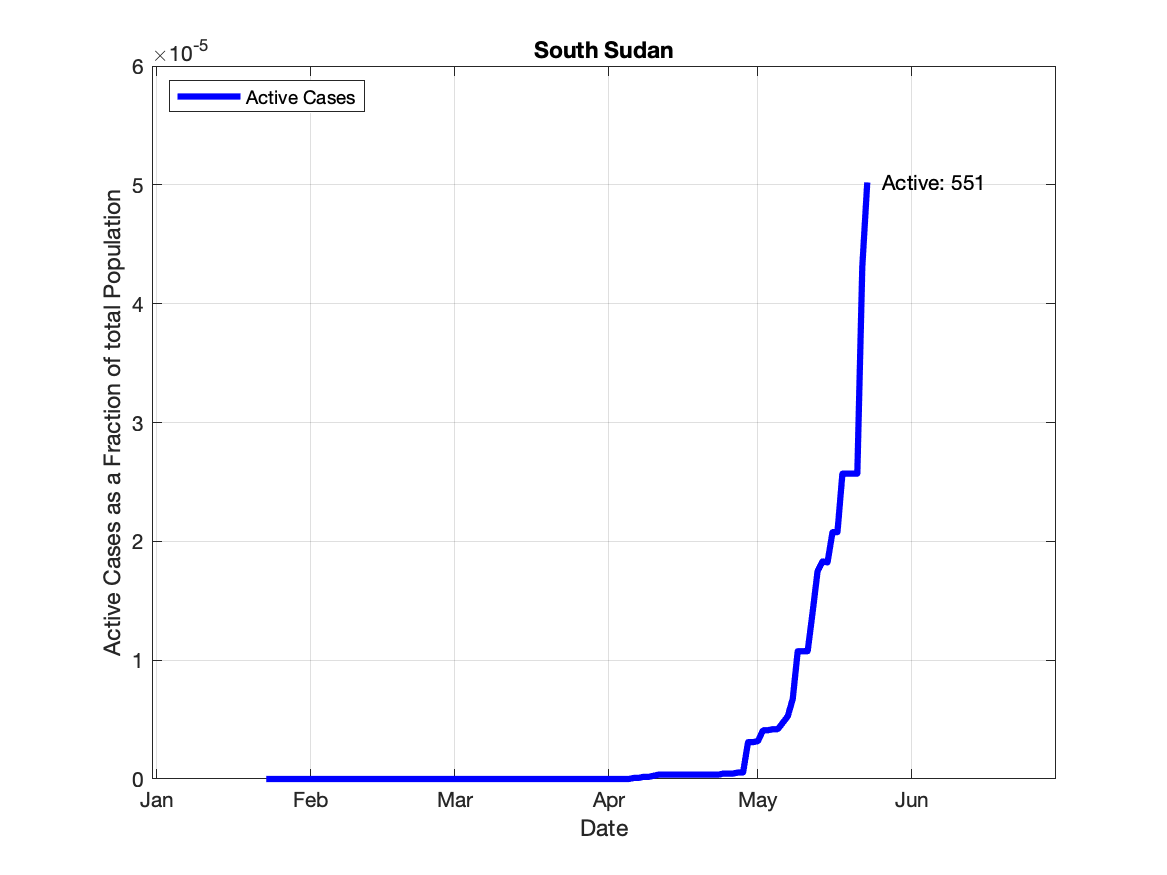 South Sudan
×10-5
Active Cases
Active: 551
6
5
4
3
2
1
0
Active Cases as a Fraction of total Population
Jan Feb Mar Apr May Jun
Date